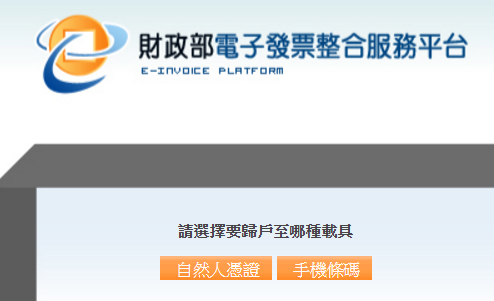 財政部電子發票整合服務平台
E-INVOICE PLATFORM
請選擇要歸戶至哪種載具
自然人憑證 手機條碼